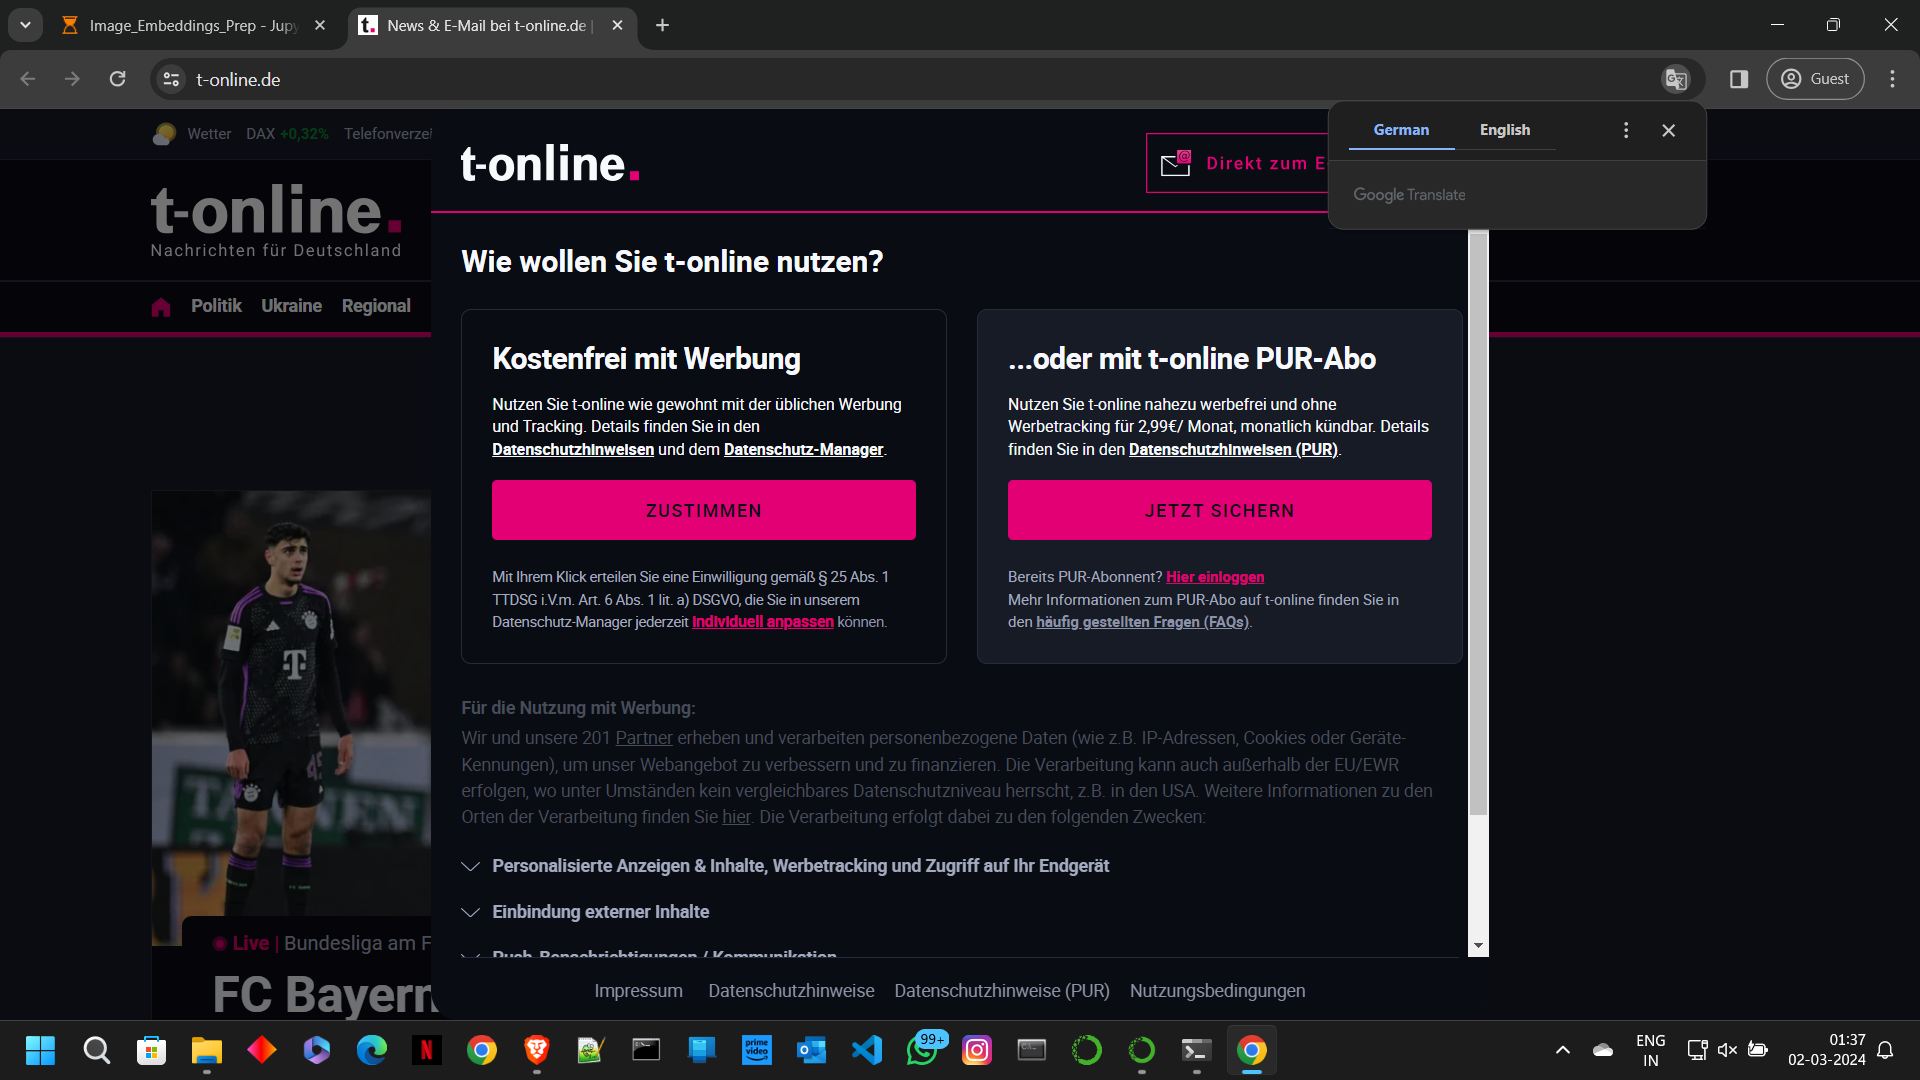 Image_Embeddings_Prep - Jupy
News & E-Mail bei t-online.de |
t-online.de
Guest
German
English
Google Translate
Wetter
DAX +0,32%
t-online.
Nachrichten für Deutschland
Politik
Ukraine
Regional
t-online.
Direkt zum E
Wie wollen Sie t-online nutzen?
Kostenfrei mit Werbung
Nutzen Sie t-online wie gewohnt mit der üblichen Werbung
und Tracking. Details finden Sie in den
Datenschutzhinweisen und dem Datenschutz-Manager.
ZUSTIMMEN
Mit Ihrem Klick erteilen Sie eine Einwilligung gemäß § 25 Abs. 1
TTDSG i.V.m. Art. 6 Abs. 1 lit. a) DSGVO, die Sie in unserem
Datenschutz-Manager jederzeit individuell anpassen können.
...oder mit t-online PUR-Abo
Nutzen Sie t-online nahezu werbefrei und ohne
Werbetracking für 2,99€/ Monat, monatlich kündbar. Details
finden Sie in den Datenschutzhinweisen (PUR).
JETZT SICHERN
Bereits PUR-Abonnent? Hier einloggen
Mehr Informationen zum PUR-Abo auf t-online finden Sie in
den häufig gestellten Fragen (FAQs).
Für die Nutzung mit Werbung:
Wir und unsere 201 Partner erheben und verarbeiten personenbezogene Daten (wie z.B. IP-Adressen, Cookies oder Geräte-
Kennungen), um unser Webangebot zu verbessern und zu finanzieren. Die Verarbeitung kann auch außerhalb der EU/EWR
erfolgen, wo unter Umständen kein vergleichbares Datenschutzniveau herrscht, z.B. in den USA. Weitere Informationen zu den
Orten der Verarbeitung finden Sie hier. Die Verarbeitung erfolgt dabei zu den folgenden Zwecken:
Personalisierte Anzeigen & Inhalte, Werbetracking und Zugriff auf Ihr Endgerät
Einbindung externer Inhalte
Push-Benachrichtigungen / Kommunikation
Live | Bundesliga am F
FC Bayern
Impressum
Datenschutzhinweise
Datenschutzhinweise (PUR)
Nutzungsbedingungen
prime video
99+
ENG
IN
01:37
02-03-2024